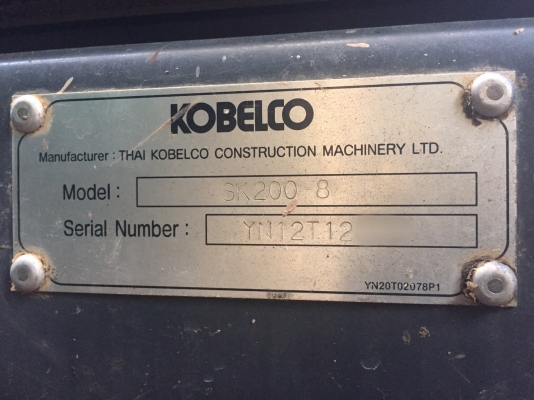 KOBELCO
Manufacturer : THAI KOBELCO CONSTRUCTION MACHINERY LTD.
Model : SK200-8
Serial Number : YN12T12
YN20T02078P1